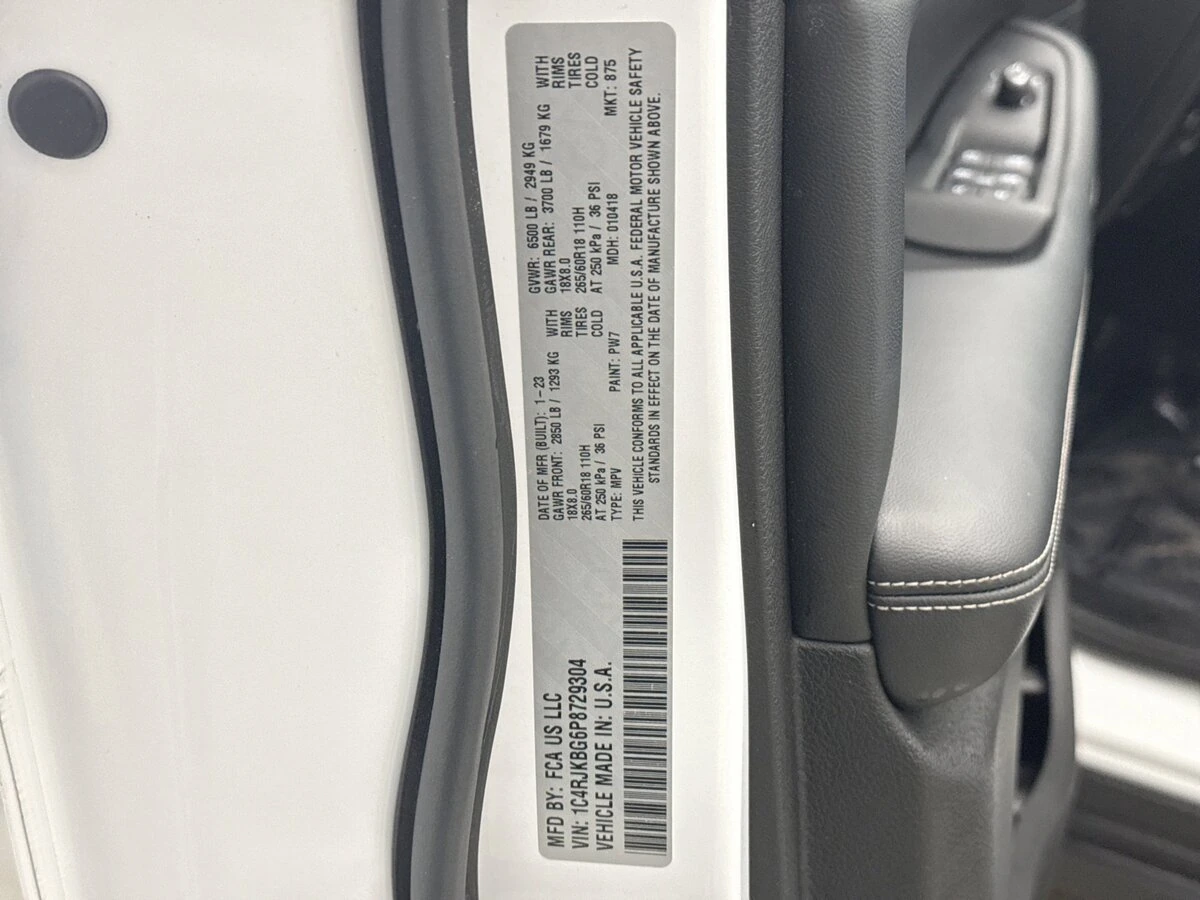 MFD BY: FCA US LLC
VIN: 1C4RJKBG6P8729304
VEHICLE MADE IN: U.S.A.
DATE OF MFR (BUILT): 1-23 GVWR: 6500 LB / 2949 KG
GAWR FRONT: 2850 LB / 1293 KG WITH GAWR REAR: 3700 LB / 1679 KG WITH
18X8.0 RIMS 18X8.0 RIMS
265/60R18 110H TIRES 265/60R18 110H TIRES
AT 250 kPa / 36 PSI COLD AT 250 kPa / 36 PSI COLD
TYPE: MPV PAINT: PW7 MDH: 010418 MKT: 875
THIS VEHICLE CONFORMS TO ALL APPLICABLE U.S.A. FEDERAL MOTOR VEHICLE SAFETY
STANDARDS IN EFFECT ON THE DATE OF MANUFACTURE SHOWN ABOVE.